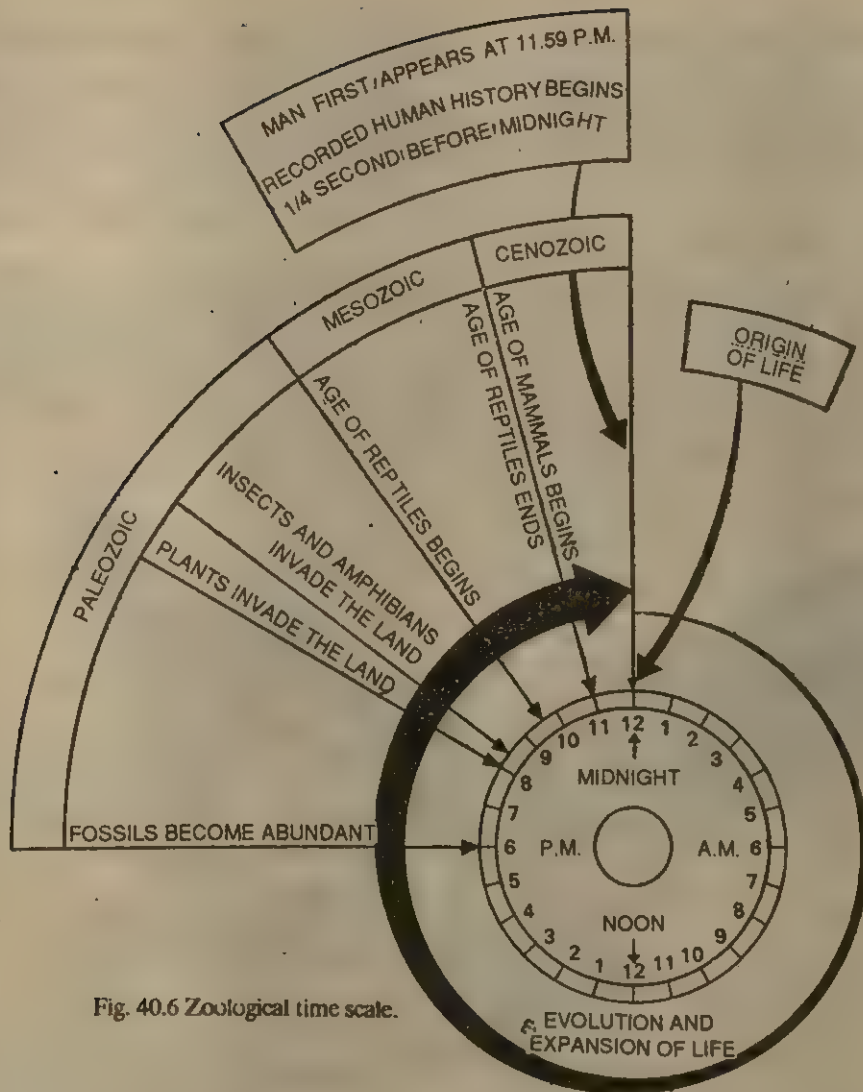 MAN FIRST APPEARS AT 11.59 P.M.
RECORDED HUMAN HISTORY BEGINS
1/4 SECOND BEFORE MIDNIGHT
CENOZOIC
MESOZOIC
PALEOZOIC
ORIGIN
OF LIFE
AGE OF MAMMALS BEGINS
AGE OF REPTILES ENDS
AGE OF REPTILES BEGINS
INSECTS AND AMPHIBIANS
INVADE THE LAND
PLANTS INVADE THE LAND
FOSSILS BECOME ABUNDANT
12
1
2
3
4
5
6
7
8
9
10
11
12
1
2
3
4
5
6
7
8
9
10
11
MIDNIGHT
P.M.
A.M.
NOON
EVOLUTION AND
EXPANSION OF LIFE
Fig. 40.6 Zoological time scale.